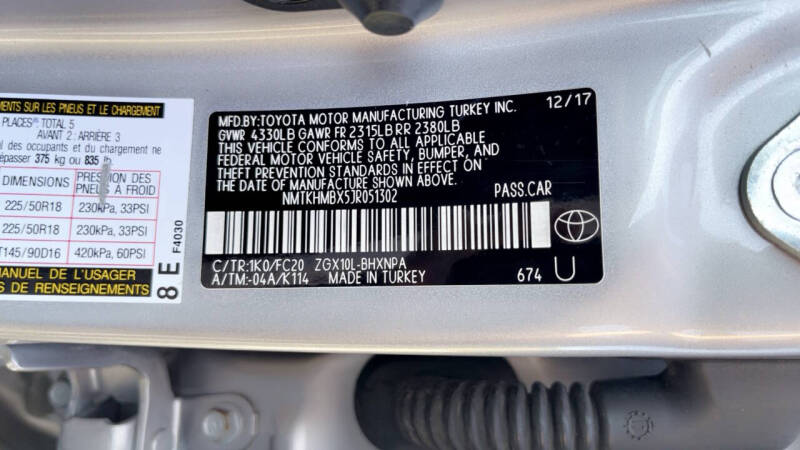 MENTS SUR LES PNEUS ET LE CHARGEMENT
PLACES TOTAL 5
AVANT 2 : ARRIÈRE 3
l des occupants et du chargement ne
épasser 375 kg ou 835 lb
DIMENSIONS PRESSION DES PNEUS À FROID
225/50R18 230kPa, 33PSI
225/50R18 230kPa, 33PSI
T145/90D16 420kPa, 60PSI
MANUEL DE L'USAGER
DE RENSEIGNEMENTS
8 E
F4030
MFD.BY:TOYOTA MOTOR MANUFACTURING TURKEY INC. 12/17
GVWR 4330LB GAWR FR 2315LB RR 2380LB
THIS VEHICLE CONFORMS TO ALL APPLICABLE
FEDERAL MOTOR VEHICLE SAFETY, BUMPER, AND
THEFT PREVENTION STANDARDS IN EFFECT ON
THE DATE OF MANUFACTURE SHOWN ABOVE.
NMTKHMBX5JR051302 PASS.CAR
C/TR:1K0/FC20 ZGX10L-BHXNPA
A/TM:-04A/K114 MADE IN TURKEY 674 U